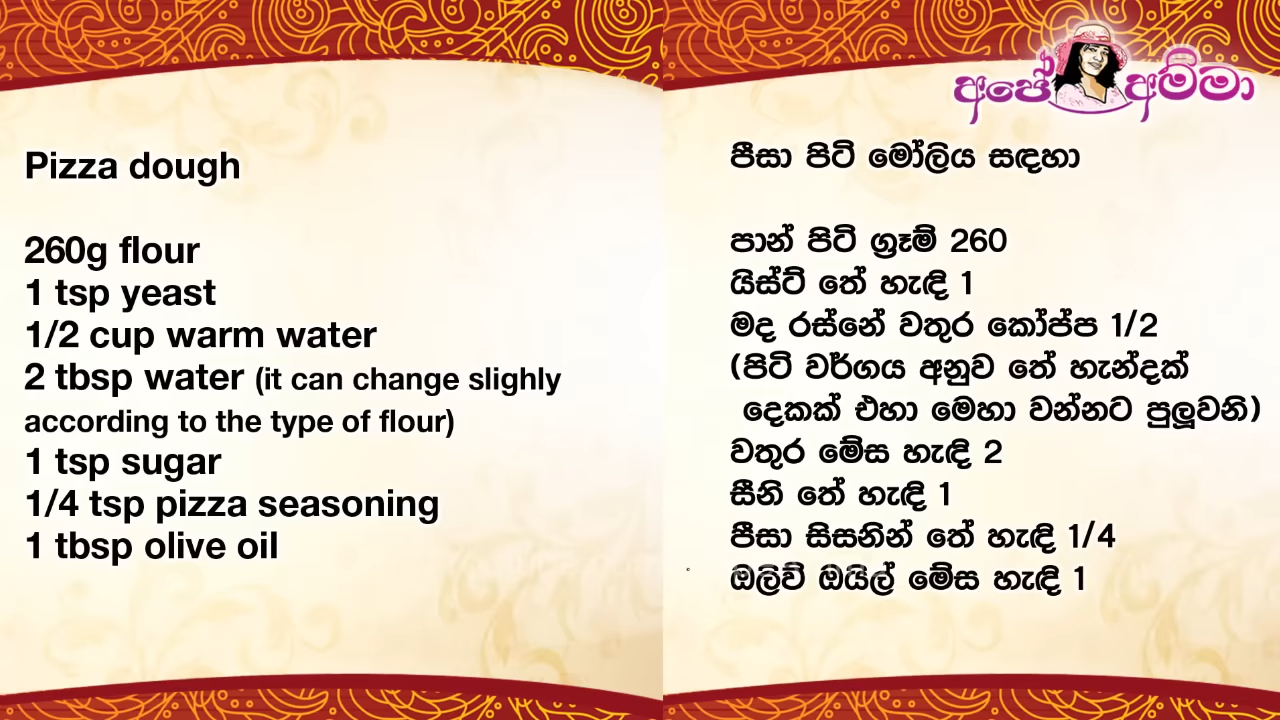 Pizza dough
260g flour
1 tsp yeast
1/2 cup warm water
2 tbsp water (it can change slighly
according to the type of flour)
1 tsp sugar
1/4 tsp pizza seasoning
1 tbsp olive oil
අපේ අම්මා
පීසා පිටි මෝලිය සඳහා
පාන් පිටි ග්‍රෑම් 260
යිස්ට් තේ හැඳි 1
මද රස්නේ වතුර කෝප්ප 1/2
(පිටි වර්ගය අනුව තේ හැන්දක්
දෙකක් එහා මෙහා වන්නට පුලූවනි)
වතුර මේස හැඳි 2
සීනි තේ හැඳි 1
පීසා සිසනින් තේ හැඳි 1/4
ඔලිව් ඔයිල් මේස හැඳි 1